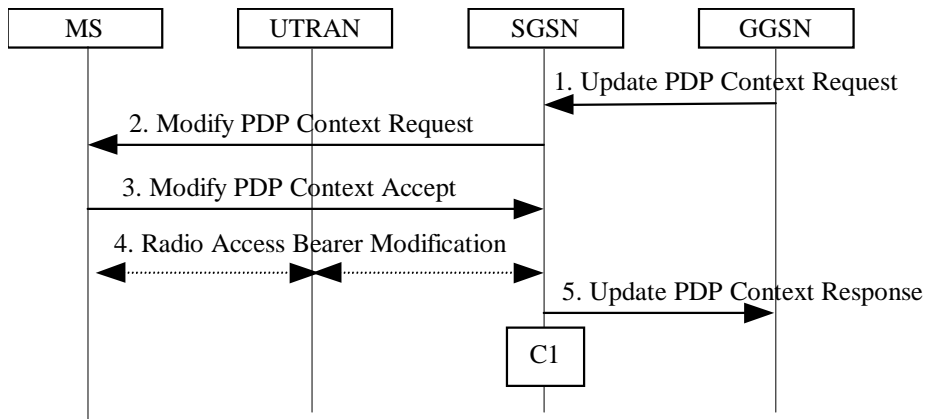 MS UTRAN SGSN GGSN
1. Update PDP Context Request
2. Modify PDP Context Request
3. Modify PDP Context Accept
4. Radio Access Bearer Modification
5. Update PDP Context Response
C1